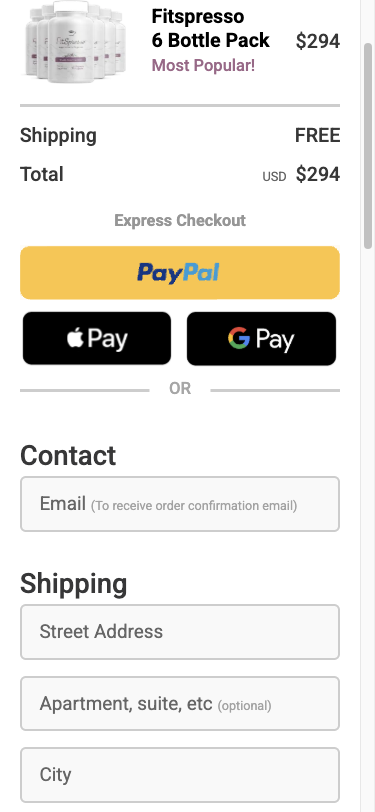 Fitspresso
6 Bottle Pack $294
Most Popular!
Shipping FREE
Total USD $294
Express Checkout
PayPal
Pay G Pay
OR
Contact
Email (To receive order confirmation email)
Shipping
Street Address
Apartment, suite, etc (optional)
City